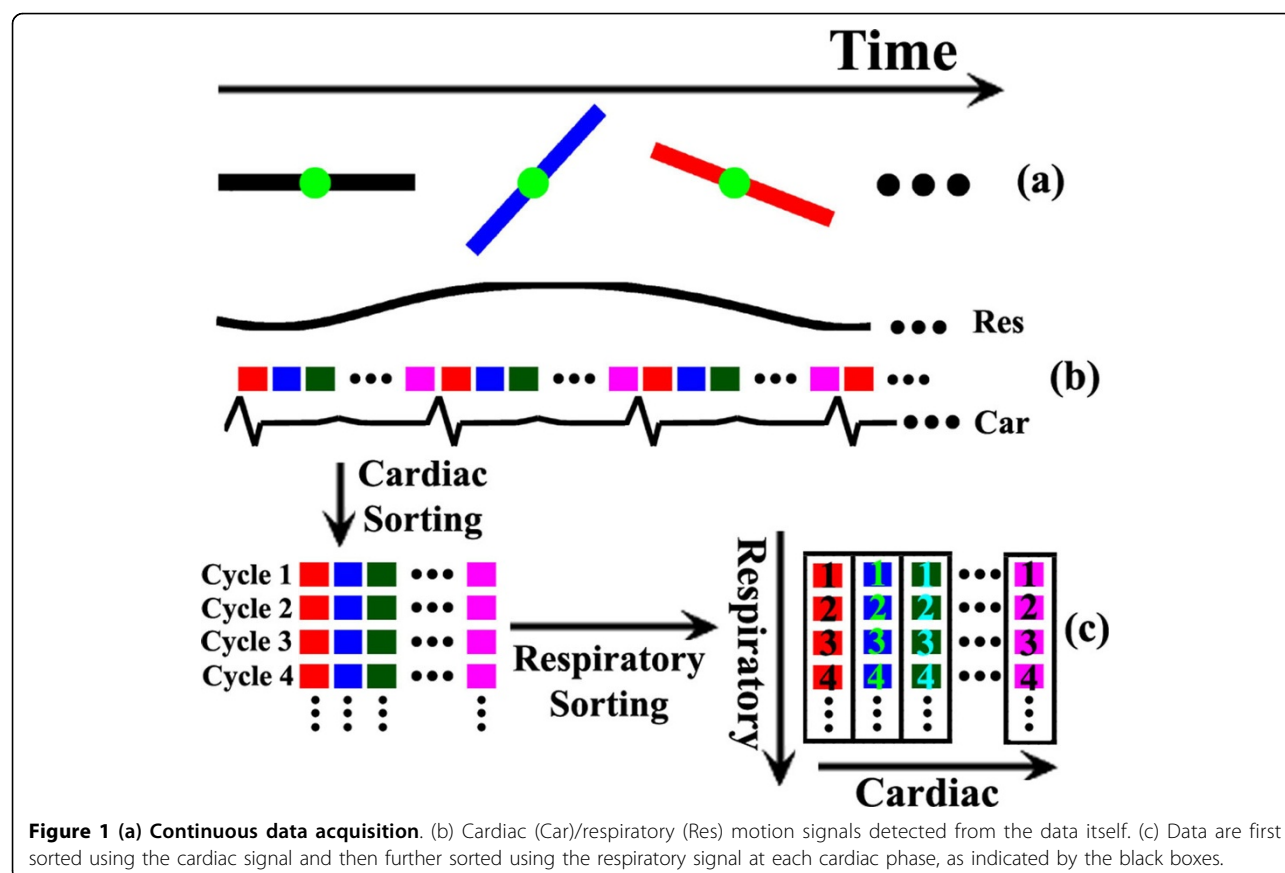 Time
(a)
Res
(b)
Car
Cardiac
Sorting
Cycle 1
Cycle 2
Cycle 3
Cycle 4
Respiratory
Sorting
Respiratory
1 1 1 1
2 2 2 2
3 3 3 3
4 4 4 4
(c)
Cardiac
Figure 1 (a) Continuous data acquisition. (b) Cardiac (Car)/respiratory (Res) motion signals detected from the data itself. (c) Data are first
sorted using the cardiac signal and then further sorted using the respiratory signal at each cardiac phase, as indicated by the black boxes.